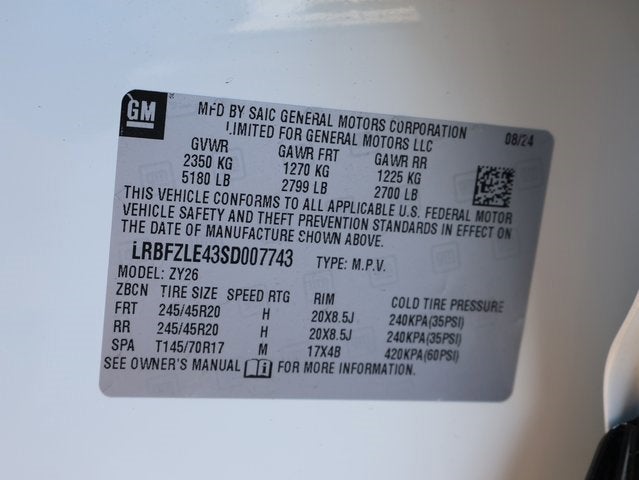 GM
MFD BY SAIC GENERAL MOTORS CORPORATION
LIMITED FOR GENERAL MOTORS LLC
08/24
GVWR GAWR FRT GAWR RR
2350 KG 1270 KG 1225 KG
5180 LB 2799 LB 2700 LB
THIS VEHICLE CONFORMS TO ALL APPLICABLE U.S. FEDERAL MOTOR
VEHICLE SAFETY AND THEFT PREVENTION STANDARDS IN EFFECT ON
THE DATE OF MANUFACTURE SHOWN ABOVE.
LRBFZLE43SD007743 TYPE: M.P.V.
MODEL: ZY26
ZBCN TIRE SIZE SPEED RTG RIM COLD TIRE PRESSURE
FRT 245/45R20 H 20X8.5J 240KPA(35PSI)
RR 245/45R20 H 20X8.5J 240KPA(35PSI)
SPA T145/70R17 M 17X4B 420KPA(60PSI)
SEE OWNER'S MANUAL FOR MORE INFORMATION.